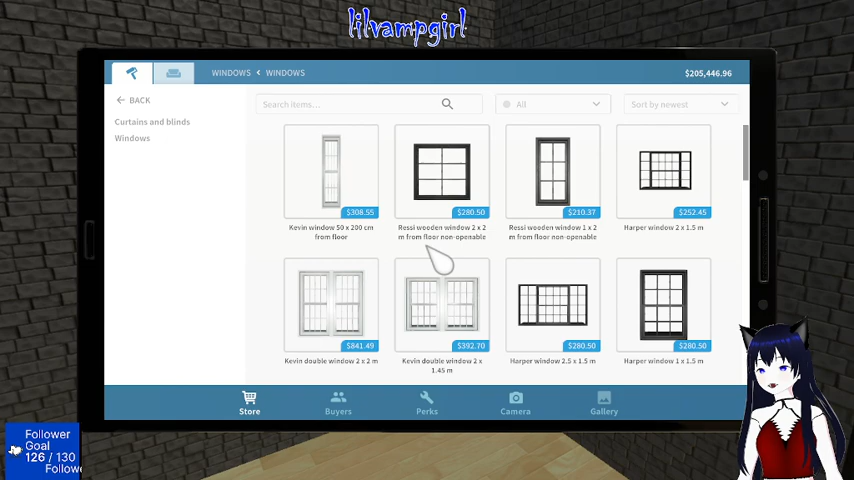 lilvampgirl
WINDOWS < WINDOWS
$205,446.96
BACK
Search items...
All
Sort by newest
Curtains and blinds
Windows
$308.55
$280.50
$210.37
$252.45
Kevin window 50 x 200 cm
from floor
Ressi wooden window 2 x 2
m from floor non-openable
Ressi wooden window 1 x 2
m from floor non-openable
Harper window 2 x 1.5 m
$841.49
$392.70
$280.50
$280.50
Kevin double window 2 x 2 m
Kevin double window 2 x
1.45 m
Harper window 2.5 x 1.5 m
Harper window 1 x 1.5 m
Store
Buyers
Perks
Camera
Gallery
Follower
Goal
126 / 130
Followe